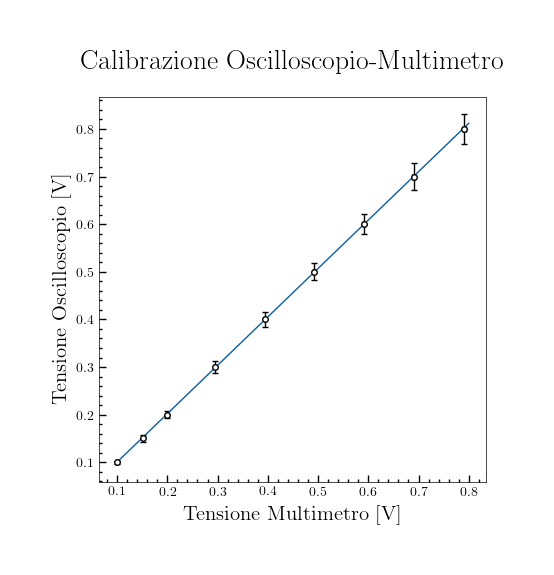 Calibrazione Oscilloscopio-Multimetro
Tensione Oscilloscopio [V]
0.8
0.7
0.6
0.5
0.4
0.3
0.2
0.1
0.1 0.2 0.3 0.4 0.5 0.6 0.7 0.8
Tensione Multimetro [V]